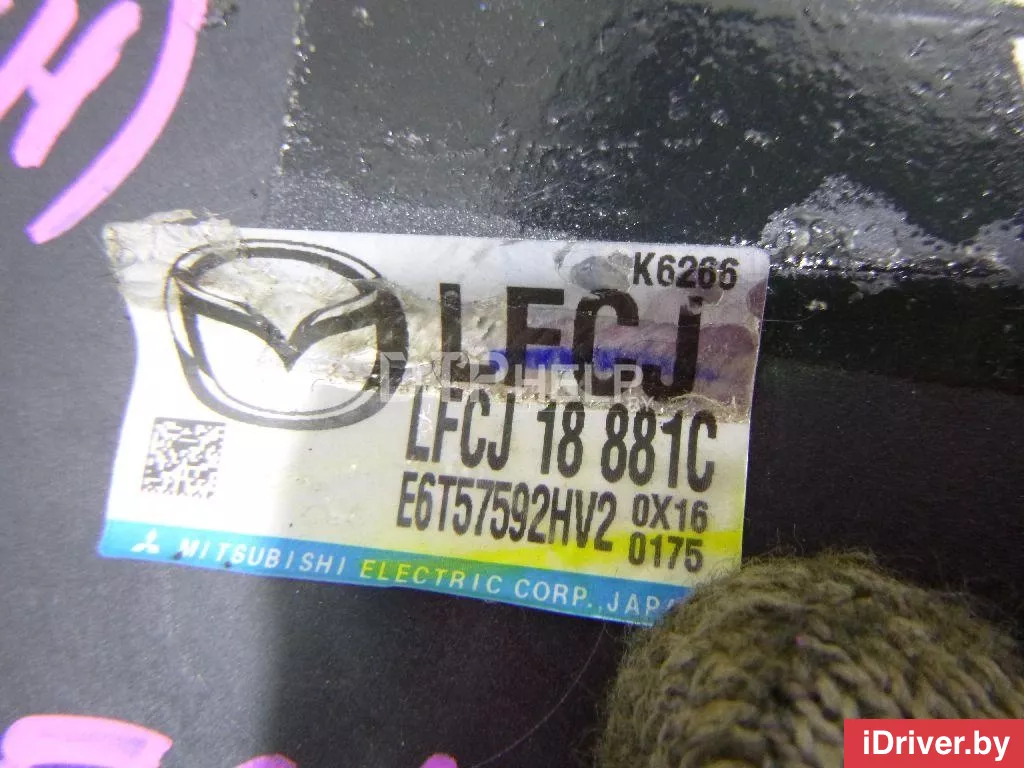 K6266
LFCJ
LFCJ 18 881C
E6T57592HV2 0X16
0175
MITSUBISHI ELECTRIC CORP., JAPA
iDriver.by